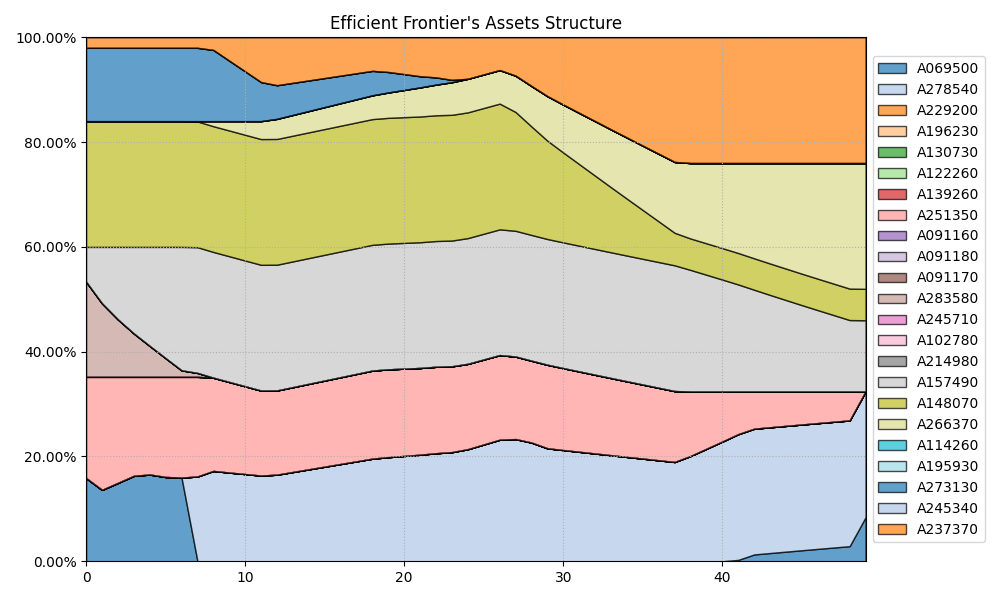 Efficient Frontier's Assets Structure
100.00%
80.00%
60.00%
40.00%
20.00%
0.00%
0
10
20
30
40
A069500
A278540
A229200
A196230
A130730
A122260
A139260
A251350
A091160
A091180
A091170
A283580
A245710
A102780
A214980
A157490
A148070
A266370
A114260
A195930
A273130
A245340
A237370